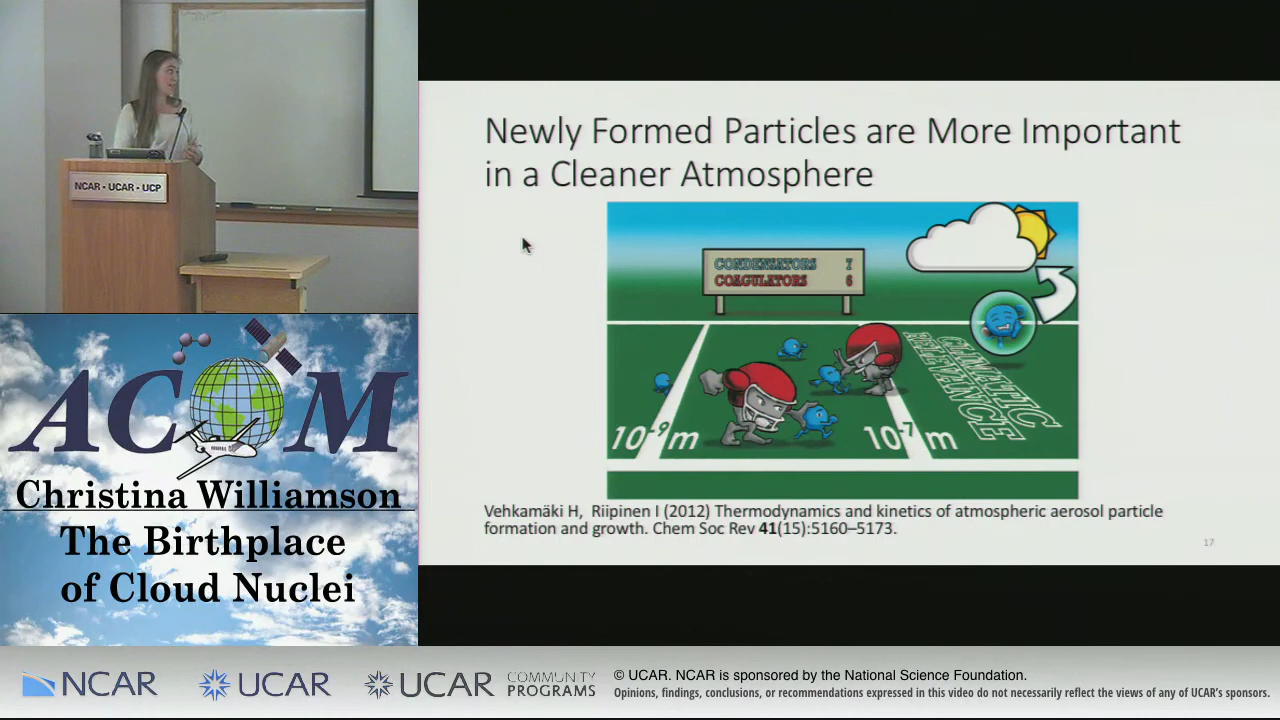 NCAR - UCAR - UCP
ACOM
Christina Williamson
The Birthplace
of Cloud Nuclei
Newly Formed Particles are More Important
in a Cleaner Atmosphere
CONDENSATORS 7
COAGULATORS 6
CLIMATIC
RELEVANCE
10⁻⁹m
10⁻⁷m
Vehkamäki H, Riipinen I (2012) Thermodynamics and kinetics of atmospheric aerosol particle
formation and growth. Chem Soc Rev 41(15):5160–5173.
17
NCAR
UCAR
UCAR
COMMUNITY
PROGRAMS
© UCAR. NCAR is sponsored by the National Science Foundation.
Opinions, findings, conclusions, or recommendations expressed in this video do not necessarily reflect the views of any of UCAR's sponsors.